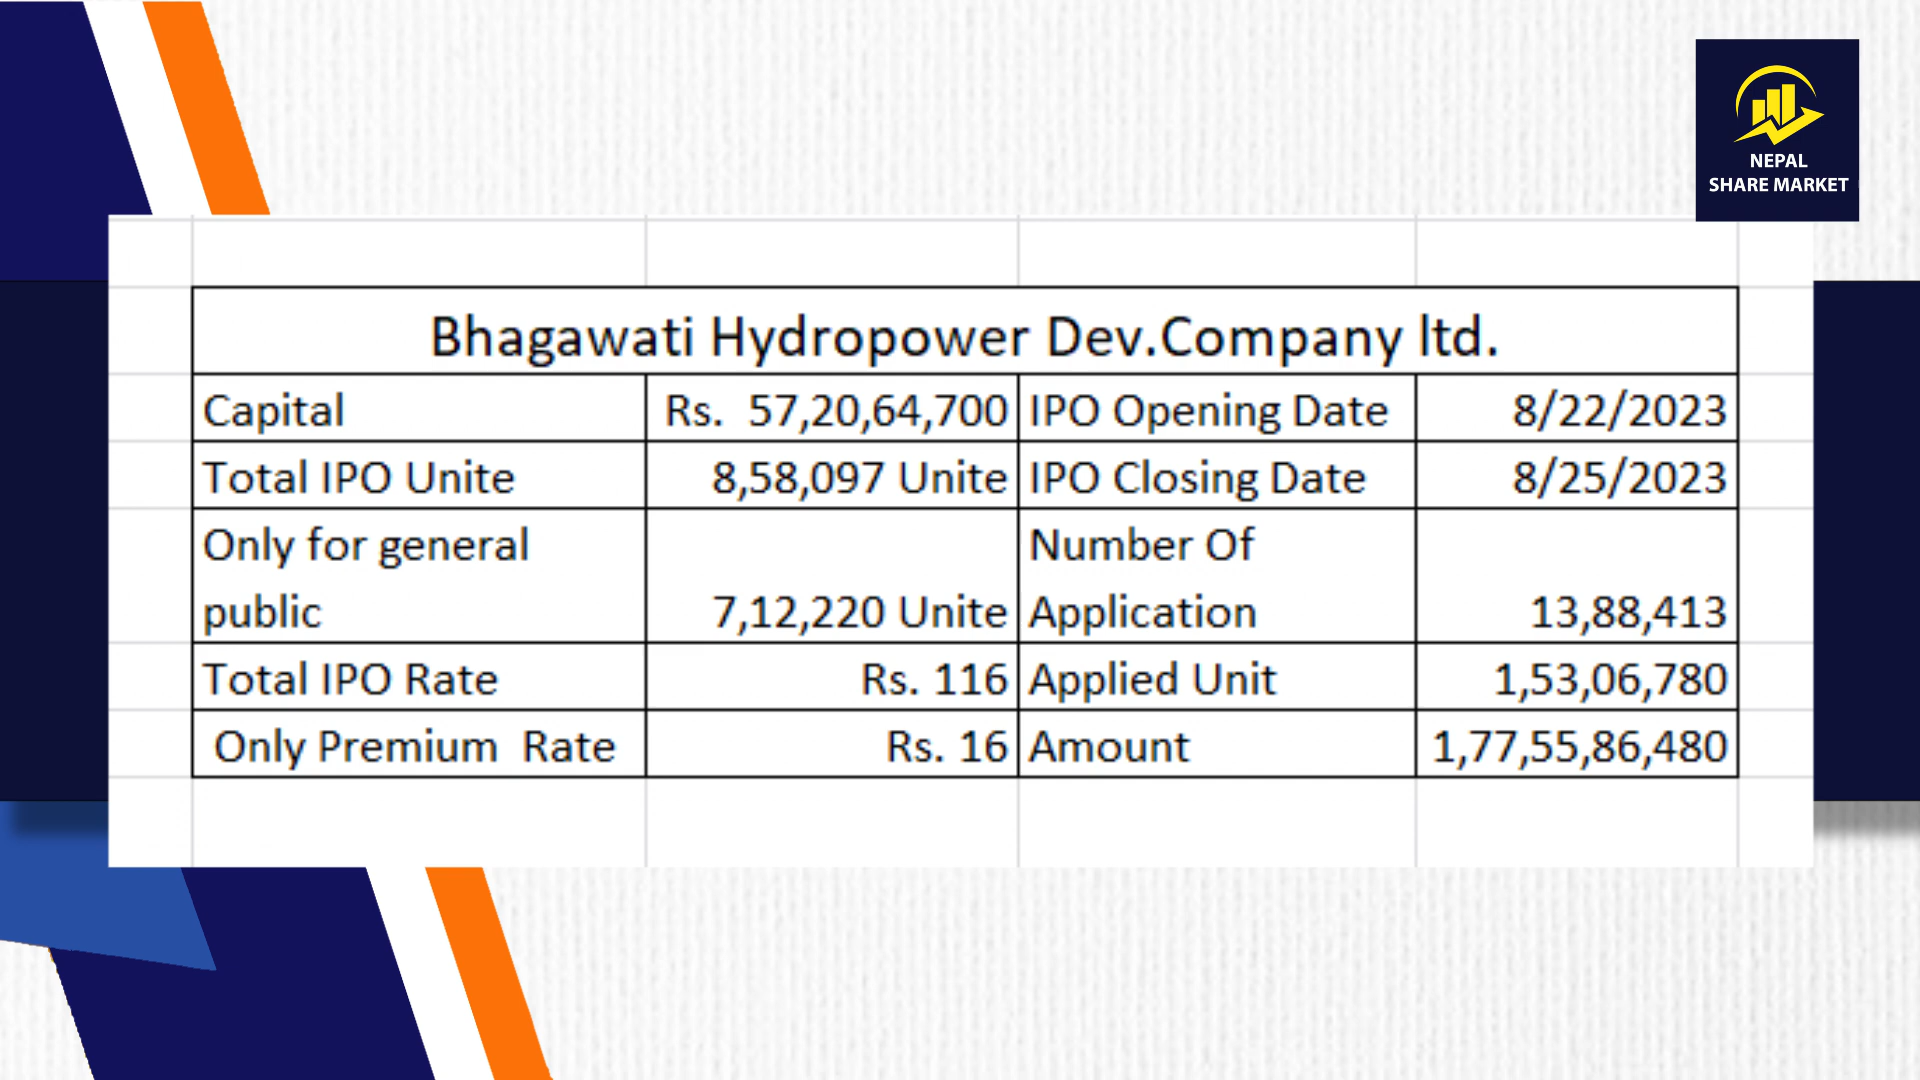 NEPAL
SHARE MARKET
Bhagawati Hydropower Dev.Company ltd.
Capital Rs. 57,20,64,700 IPO Opening Date 8/22/2023
Total IPO Unite 8,58,097 Unite IPO Closing Date 8/25/2023
Only for general Number Of
public 7,12,220 Unite Application 13,88,413
Total IPO Rate Rs. 116 Applied Unit 1,53,06,780
Only Premium Rate Rs. 16 Amount 1,77,55,86,480